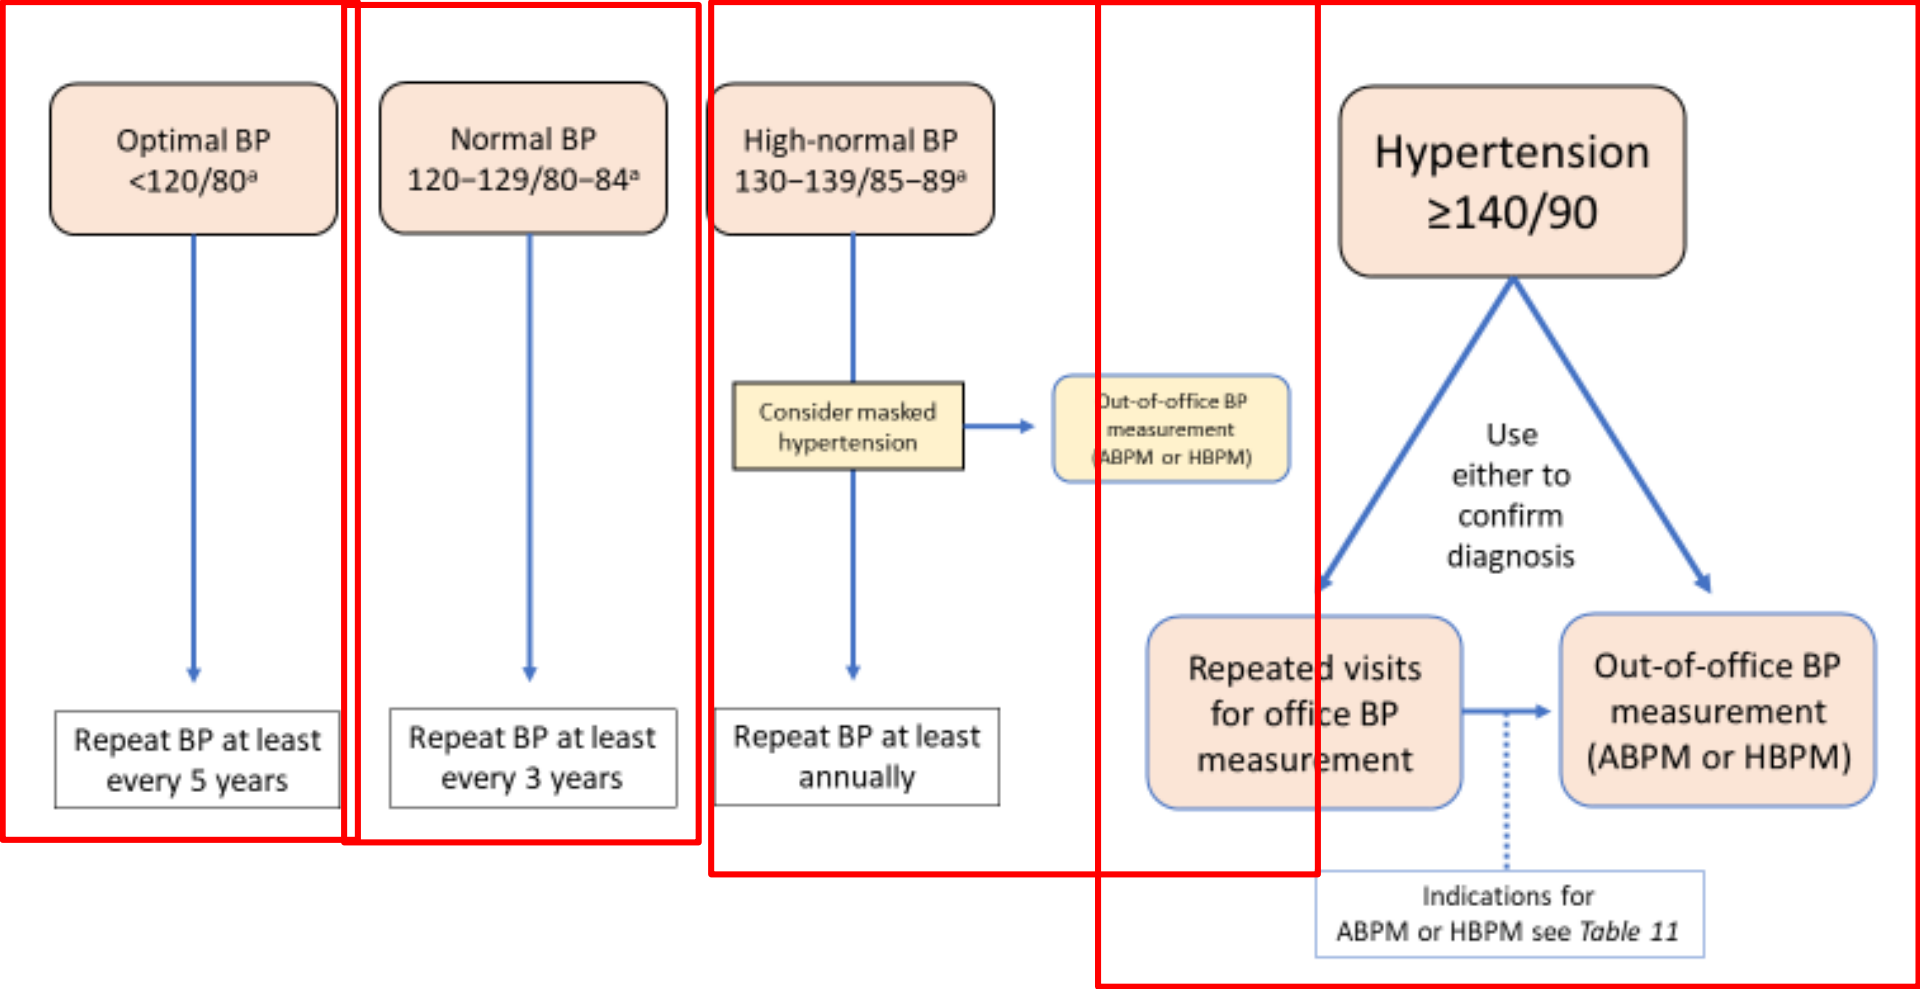 Optimal BP
<120/80ᵃ
Normal BP
120–129/80–84ᵃ
High-normal BP
130–139/85–89ᵃ
Hypertension
≥140/90
Consider masked
hypertension
Out-of-office BP
measurement
(ABPM or HBPM)
Use
either to
confirm
diagnosis
Repeat BP at least
every 5 years
Repeat BP at least
every 3 years
Repeat BP at least
annually
Repeated visits
for office BP
measurement
Out-of-office BP
measurement
(ABPM or HBPM)
Indications for
ABPM or HBPM see Table 11